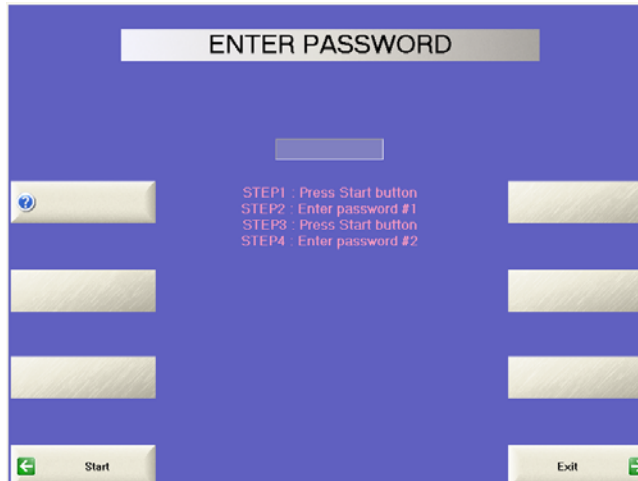 ENTER PASSWORD
STEP1 : Press Start button
STEP2 : Enter password #1
STEP3 : Press Start button
STEP4 : Enter password #2
Start
Exit